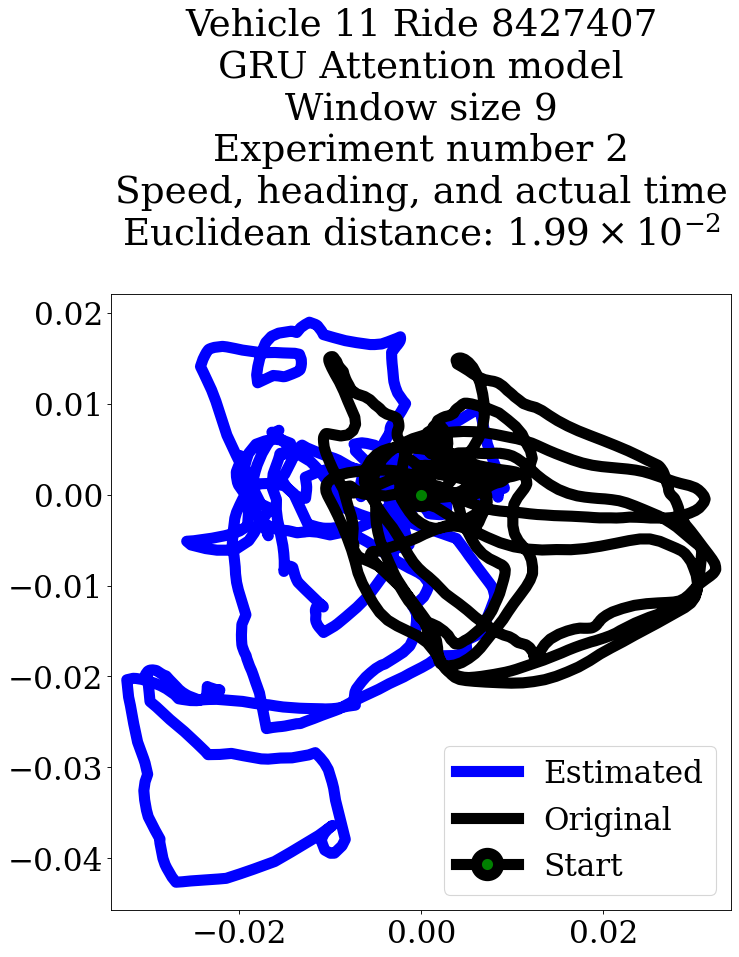 Vehicle 11 Ride 8427407
GRU Attention model
Window size 9
Experiment number 2
Speed, heading, and actual time
Euclidean distance: 1.99 × 10⁻²
0.02
0.01
0.00
−0.01
−0.02
−0.03
−0.04
Estimated
Original
Start
−0.02 0.00 0.02